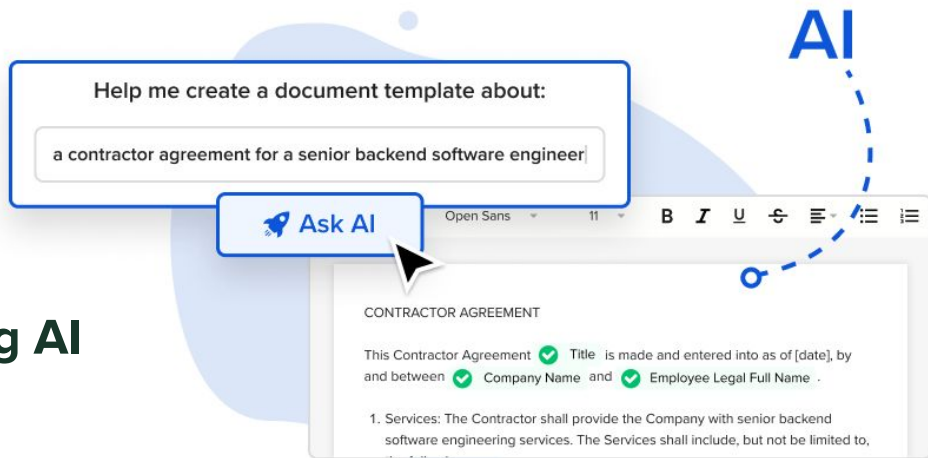 AI
Help me create a document template about:
a contractor agreement for a senior backend software engineer
Ask AI
Open Sans 11 B I U S
g AI
CONTRACTOR AGREEMENT
This Contractor Agreement Title is made and entered into as of [date], by
and between Company Name and Employee Legal Full Name .
1. Services: The Contractor shall provide the Company with senior backend
software engineering services. The Services shall include, but not be limited to,